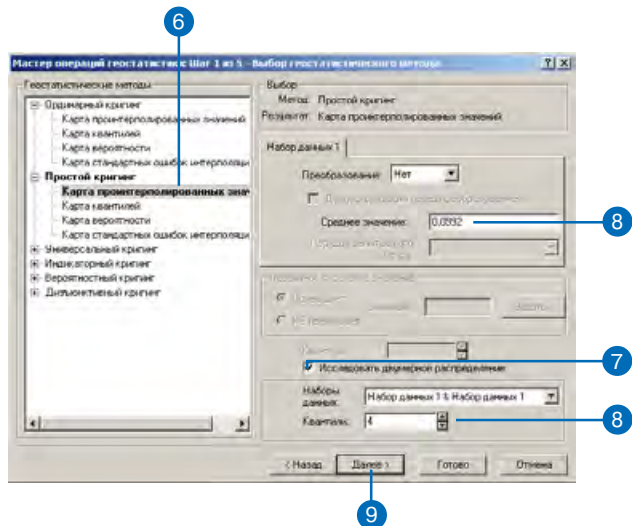 6
Мастер операций геостатистики: Шаг 1 из 5 - Выбор геостатистического метода
Геостатистические методы
Ординарный кригинг
Карта проинтерполированных значений
Карта квантилей
Карта вероятности
Карта стандартных ошибок интерполяци
Простой кригинг
Карта проинтерполированных знач
Карта квантилей
Карта вероятности
Карта стандартных ошибок интерполяци
Универсальный кригинг
Индикаторный кригинг
Вероятностный кригинг
Дизъюнктивный кригинг
Выбор
Метод: Простой кригинг
Результат: Карта проинтерполированных значений
Набор данных 1
Преобразование: Нет
Среднее значение: 0.0992
8
7
Исследовать двумерное распределение
Наборы данных: Набор данных 1 & Набор данных 1
Квантили: 4
8
< Назад
Далее >
Готово
Отмена
9